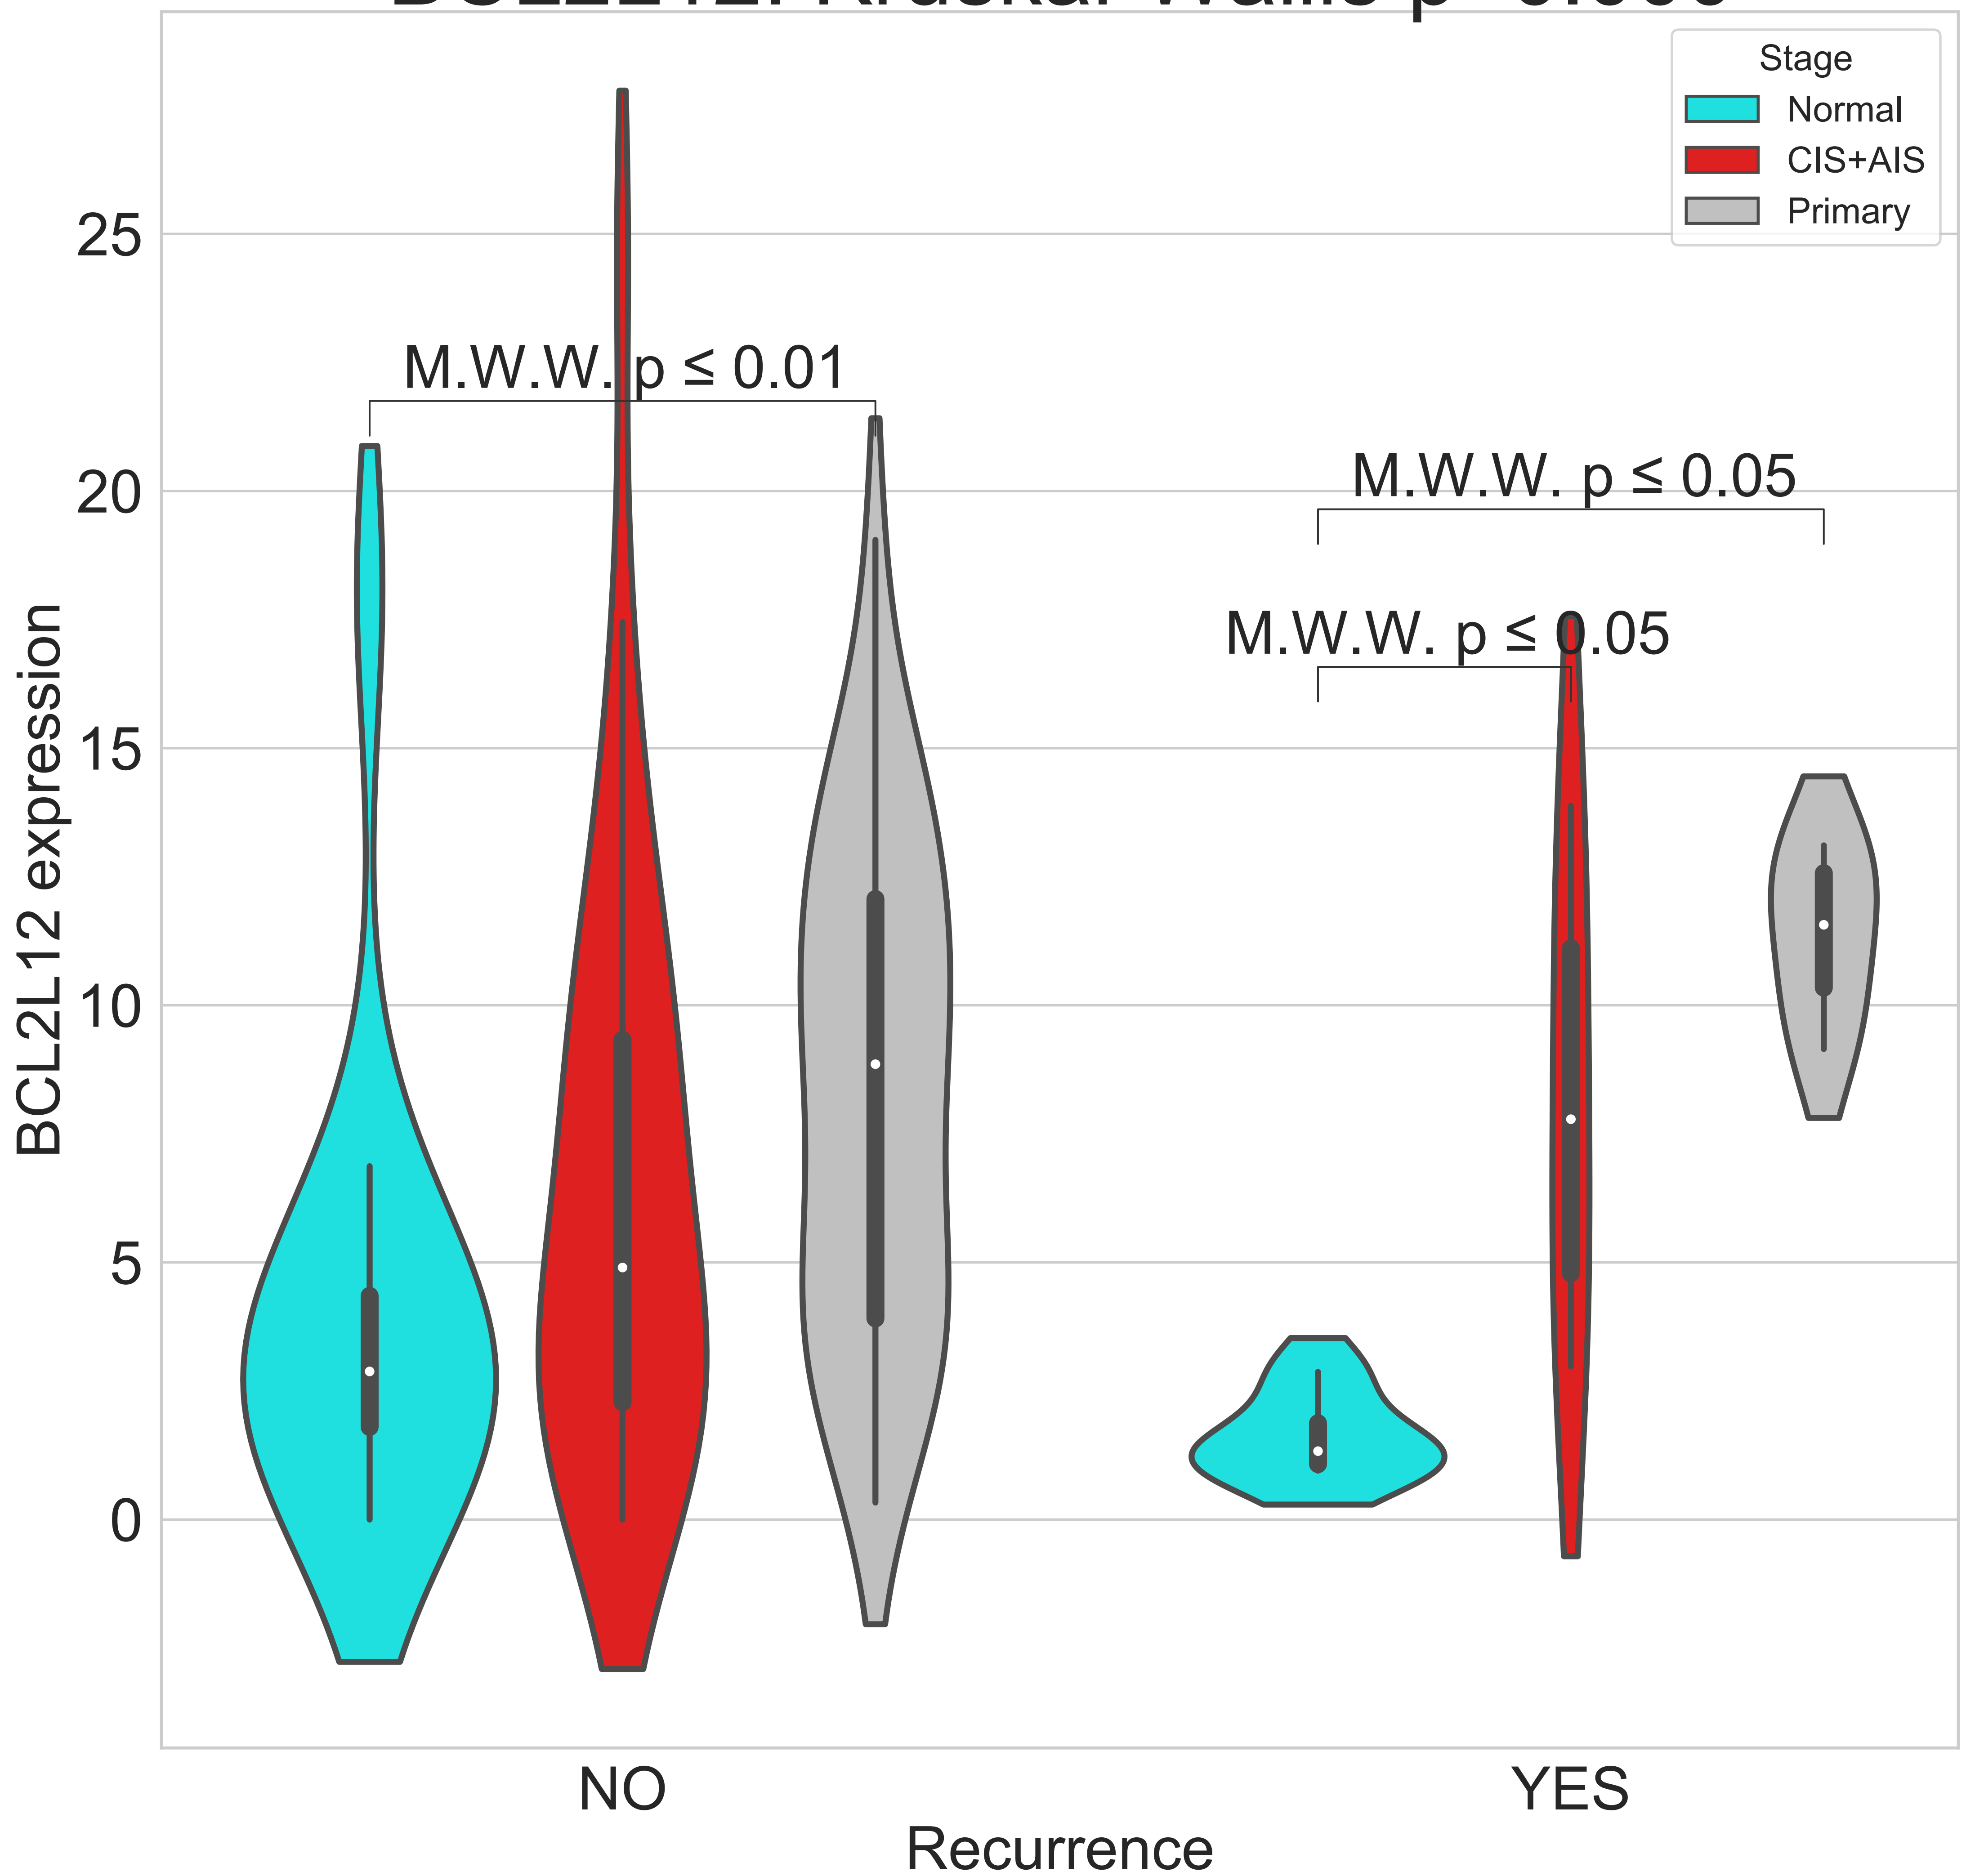 Stage
Normal
CIS+AIS
Primary
25
20
15
10
5
0
BCL2L12 expression
M.W.W. p ≤ 0.01
M.W.W. p ≤ 0.05
M.W.W. p ≤ 0.05
NO
YES
Recurrence